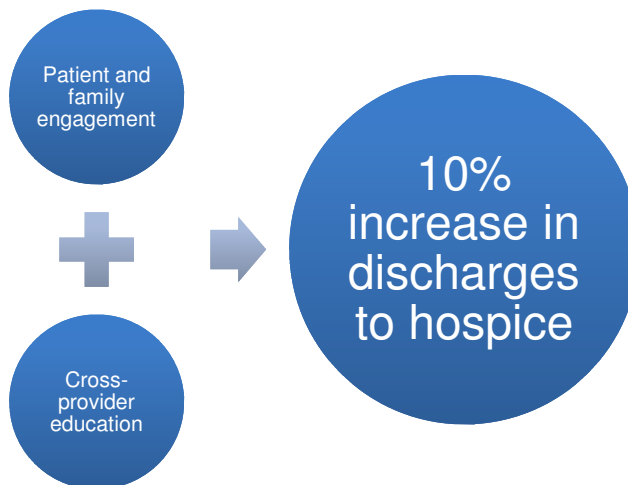 Patient and
family
engagement
Cross-
provider
education
10%
increase in
discharges
to hospice